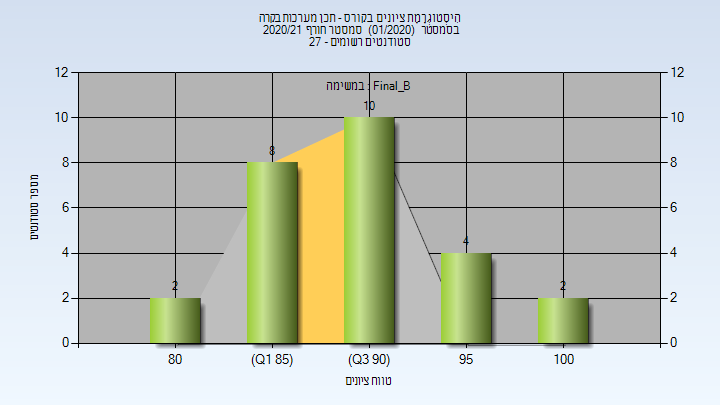 הִיסְטוֹגְרָמַת ציונים בקורס - תכן מערכות בקרה
בסמסטר (01/2020) סמסטר חורף 2020/21
סטודנטים רשומים - 27
במשימה : Final_B
12 12
10 10 10
8 8 8
6 6
4 4 4
2 2 2 2
0 0
80 (Q1 85) (Q3 90) 95 100
מספר סטודנטים
טווח ציונים